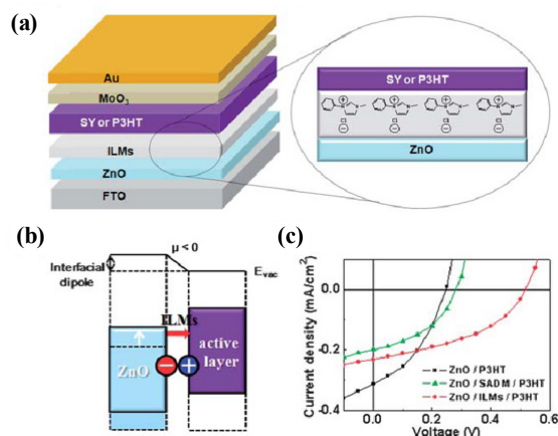 (a)
Au
MoO₃
SY or P3HT
ILMs
ZnO
FTO
SY or P3HT
ZnO
(b)
μ < 0
Interfacial
dipole
Evac
ILMs
ZnO
active
layer
(c)
Current density (mA/cm²)
0.0
-0.2
-0.4
0.0 0.2 0.4 0.6
Voltage (V)
ZnO / P3HT
ZnO / SADM / P3HT
ZnO / ILMs / P3HT